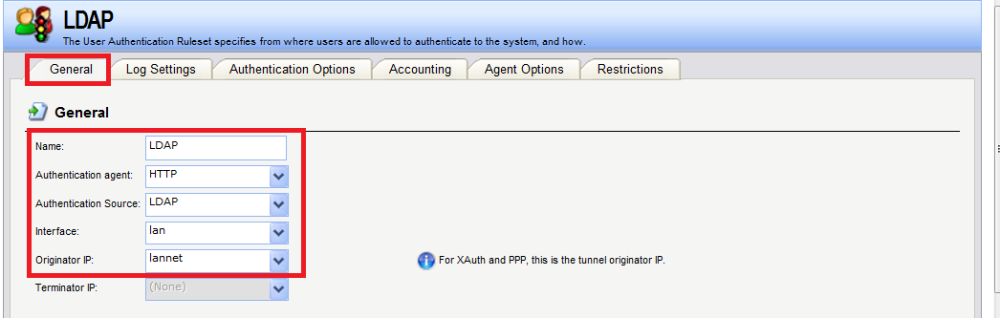 LDAP
The User Authentication Ruleset specifies from where users are allowed to authenticate to the system, and how.
General Log Settings Authentication Options Accounting Agent Options Restrictions
General
Name: LDAP
Authentication agent: HTTP
Authentication Source: LDAP
Interface: lan
Originator IP: lannet For XAuth and PPP, this is the tunnel originator IP.
Terminator IP: (None)